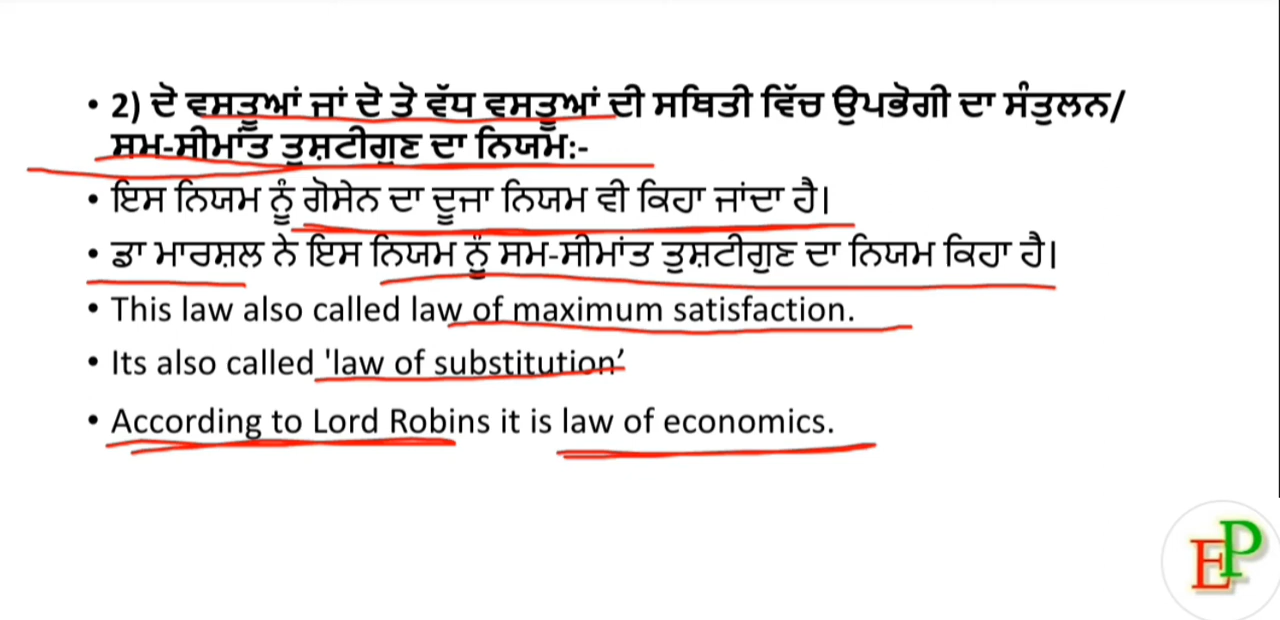 • 2) ਦੋ ਵਸਤੂਆਂ ਜਾਂ ਦੋ ਤੋ ਵੱਧ ਵਸਤੂਆਂ ਦੀ ਸਥਿਤੀ ਵਿੱਚ ਉਪਭੋਗੀ ਦਾ ਸੰਤੁਲਨ/
ਸਮ-ਸੀਮਾਂਤ ਤੁਸ਼ਟੀਗੁਣ ਦਾ ਨਿਯਮ:-
• ਇਸ ਨਿਯਮ ਨੂੰ ਗੋਸੇਨ ਦਾ ਦੂਜਾ ਨਿਯਮ ਵੀ ਕਿਹਾ ਜਾਂਦਾ ਹੈ।
• ਡਾ ਮਾਰਸ਼ਲ ਨੇ ਇਸ ਨਿਯਮ ਨੂੰ ਸਮ-ਸੀਮਾਂਤ ਤੁਸ਼ਟੀਗੁਣ ਦਾ ਨਿਯਮ ਕਿਹਾ ਹੈ।
• This law also called law of maximum satisfaction.
• Its also called 'law of substitution’
• According to Lord Robins it is law of economics.
EP